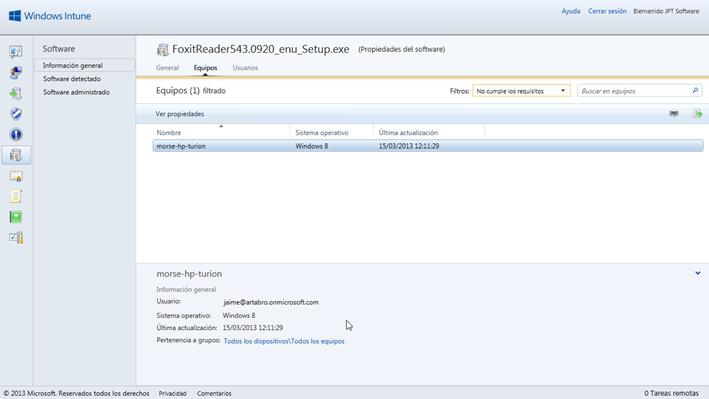 Windows Intune
Ayuda Cerrar sesión Bienvenido JPT Software
Software
Información general
Software detectado
Software administrado
FoxitReader543.0920_enu_Setup.exe (Propiedades del software)
General Equipos Usuarios
Equipos (1) filtrado
Filtros: No cumple los requisitos
Buscar en equipos
Ver propiedades
Nombre Sistema operativo Última actualización
morse-hp-turion Windows 8 15/03/2013 12:11:29
morse-hp-turion
Información general
Usuario: jaime@artabro.onmicrosoft.com
Sistema operativo: Windows 8
Última actualización: 15/03/2013 12:11:29
Pertenencia a grupos: Todos los dispositivos\Todos los equipos
© 2013 Microsoft. Reservados todos los derechos Privacidad Comentarios
0 Tareas remotas